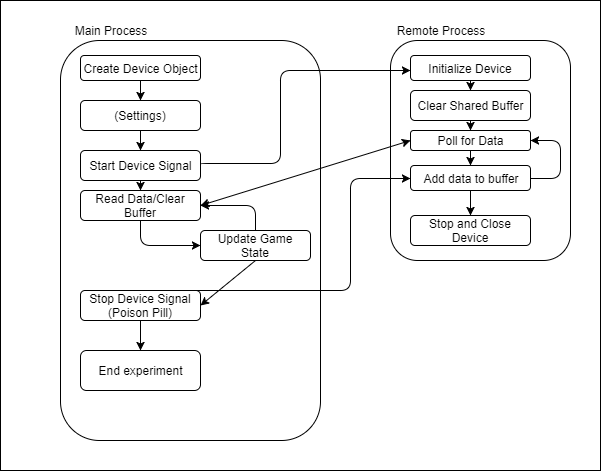 Main Process
Create Device Object
(Settings)
Start Device Signal
Read Data/Clear
Buffer
Update Game
State
Stop Device Signal
(Poison Pill)
End experiment
Remote Process
Initialize Device
Clear Shared Buffer
Poll for Data
Add data to buffer
Stop and Close
Device